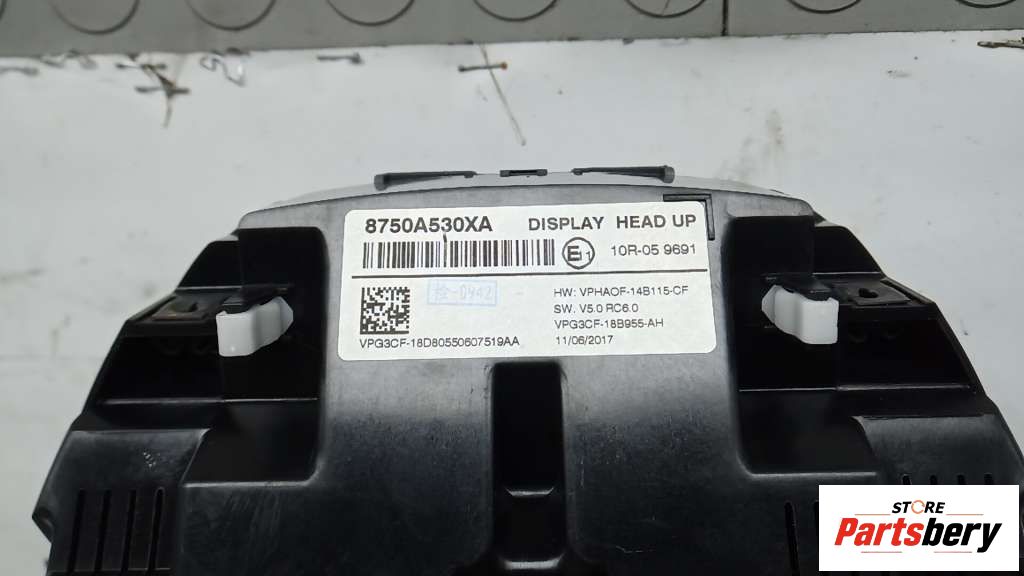 8750A530XA DISPLAY HEAD UP
E11 10R-05 9691
HW: VPHAOF-14B115-CF
SW. V5.0 RC6.0
VPG3CF-18B955-AH
VPG3CF-18D80550607519AA 11/06/2017
STORE
Partsbery